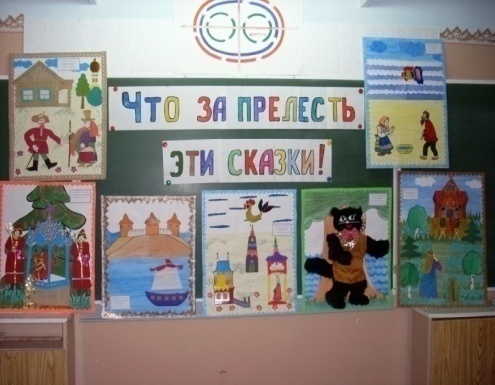 Что за прелесть
эти сказки!